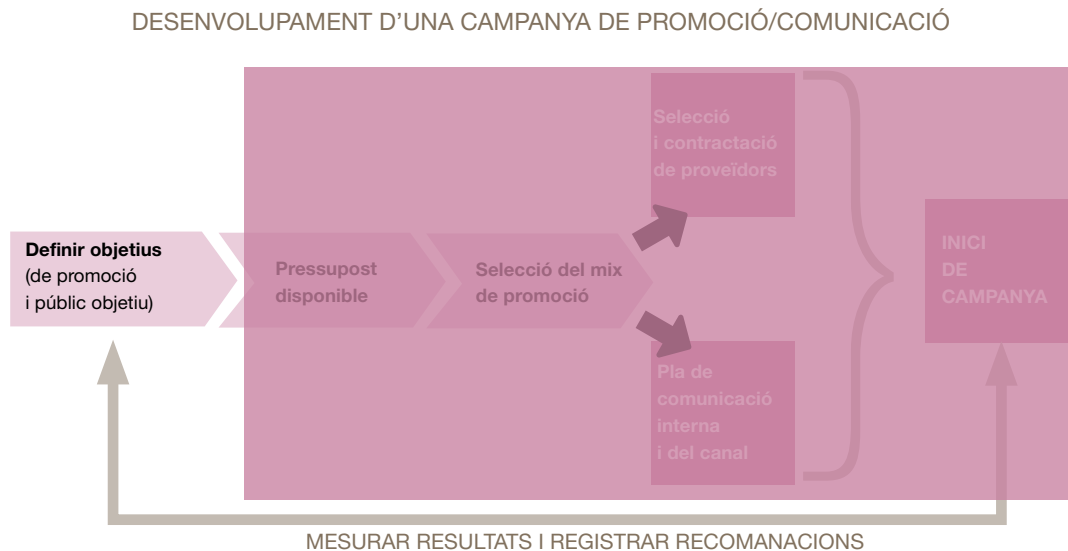 DESENVOLUPAMENT D'UNA CAMPANYA DE PROMOCIÓ/COMUNICACIÓ
Definir objetius
(de promoció
i públic objetiu)
Pressupost
disponible
Selecció del mix
de promoció
Selecció
i contractació
de proveïdors
Pla de
comunicació
interna
i del canal
INICI
DE
CAMPANYA
MESURAR RESULTATS I REGISTRAR RECOMANACIONS